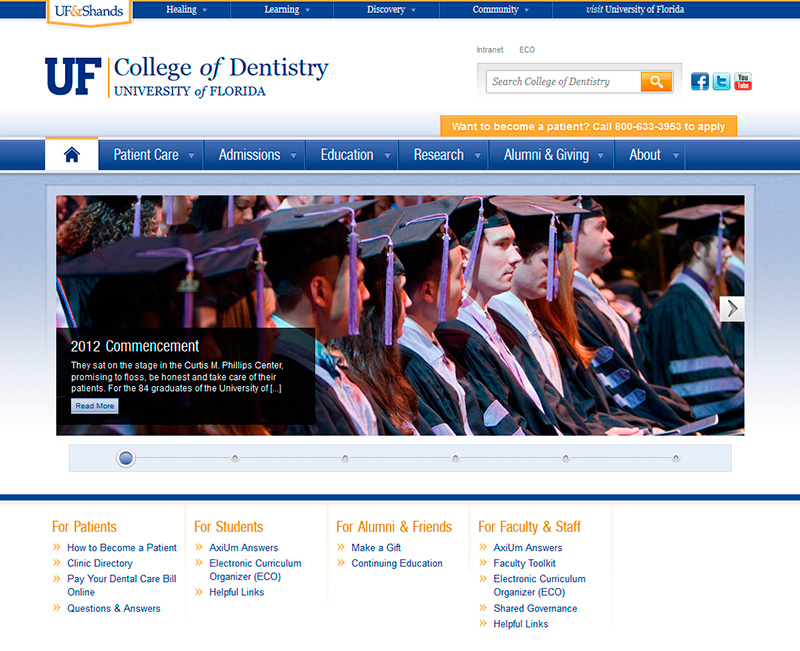 UF&Shands
Healing
Learning
Discovery
Community
visit University of Florida
Intranet
ECO
UF College of Dentistry
UNIVERSITY of FLORIDA
Search College of Dentistry
You
Tube
Want to become a patient? Call 800-633-3953 to apply
Patient Care
Admissions
Education
Research
Alumni & Giving
About
2012 Commencement
They sat on the stage in the Curtis M. Phillips Center,
promising to floss, be honest and take care of their
patients. For the 84 graduates of the University of [...]
Read More
For Patients
How to Become a Patient
Clinic Directory
Pay Your Dental Care Bill
Online
Questions & Answers
For Students
AxiUm Answers
Electronic Curriculum
Organizer (ECO)
Helpful Links
For Alumni & Friends
Make a Gift
Continuing Education
For Faculty & Staff
AxiUm Answers
Faculty Toolkit
Electronic Curriculum
Organizer (ECO)
Shared Governance
Helpful Links